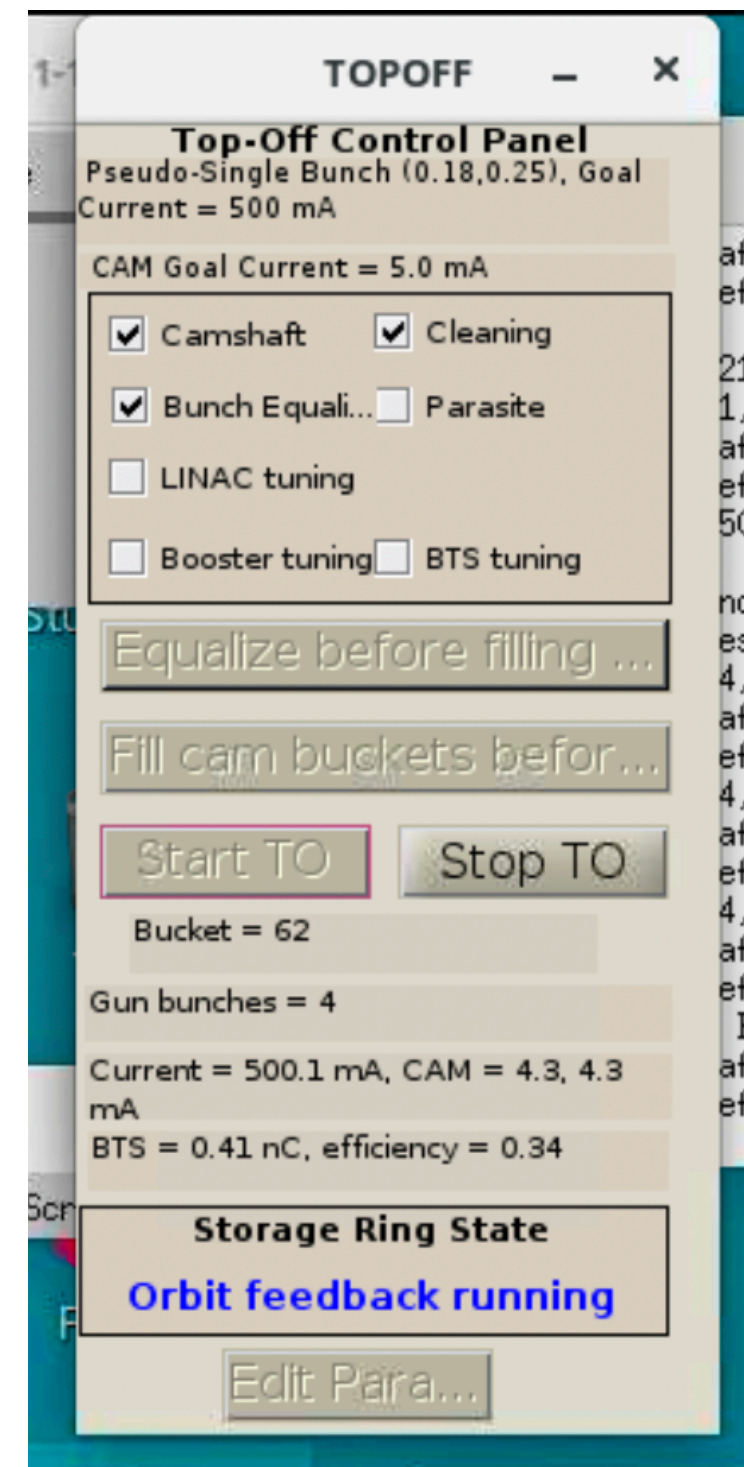 TOPOFF
Top-Off Control Panel
Pseudo-Single Bunch (0.18,0.25), Goal
Current = 500 mA
CAM Goal Current = 5.0 mA
Camshaft
Cleaning
Bunch Equali...
Parasite
LINAC tuning
Booster tuning
BTS tuning
Equalize before filling ...
Fill cam buckets befor...
Start TO
Stop TO
Bucket = 62
Gun bunches = 4
Current = 500.1 mA, CAM = 4.3, 4.3
mA
BTS = 0.41 nC, efficiency = 0.34
Storage Ring State
Orbit feedback running
Edit Para...